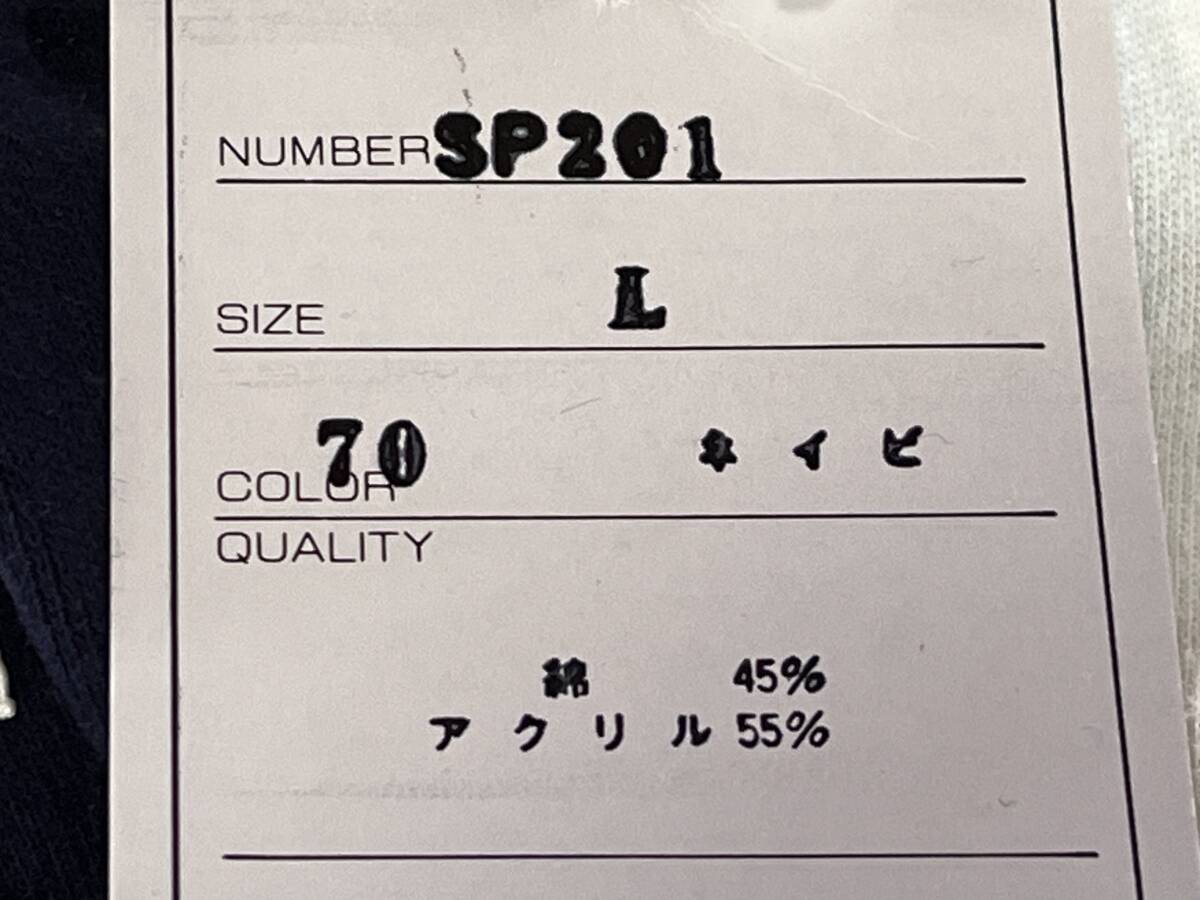 NUMBER SP201
SIZE L
COLOR 70 ネイビ
QUALITY
綿 45%
アクリル 55%